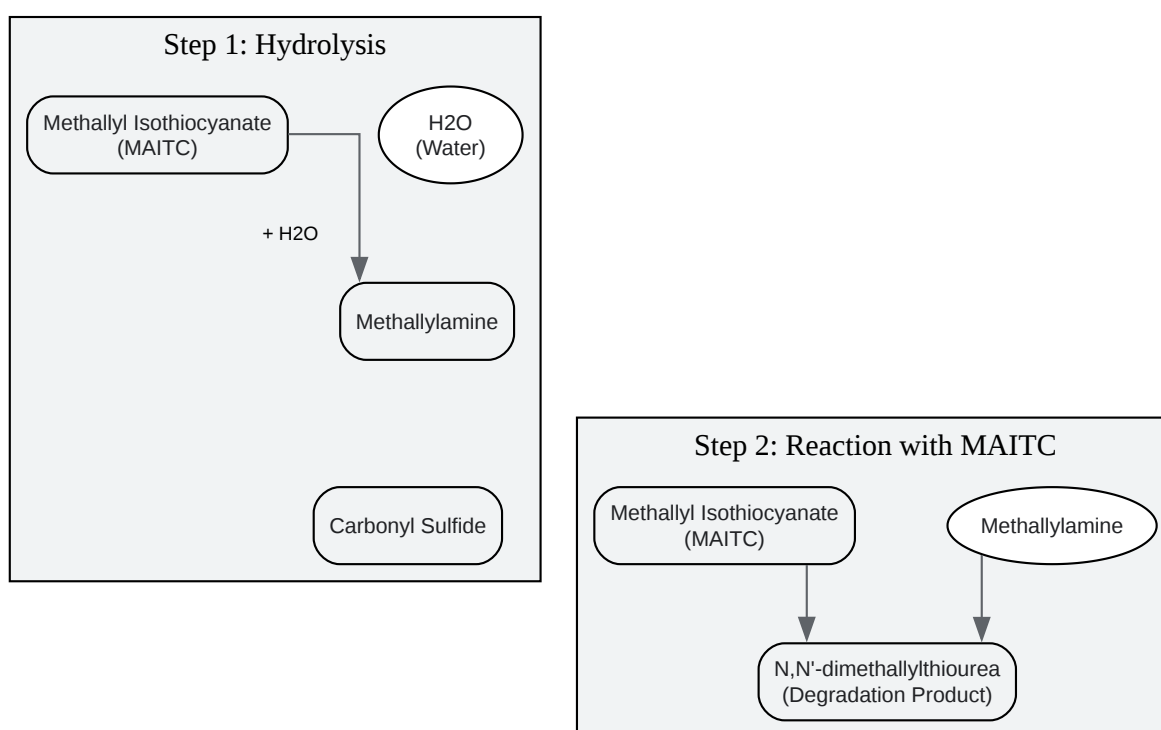 Step 1: Hydrolysis
Methallyl Isothiocyanate
(MAITC)
H2O
(Water)
+ H2O
Methallylamine
Carbonyl Sulfide
Step 2: Reaction with MAITC
Methallyl Isothiocyanate
(MAITC)
Methallylamine
N,N'-dimethallylthiourea
(Degradation Product)